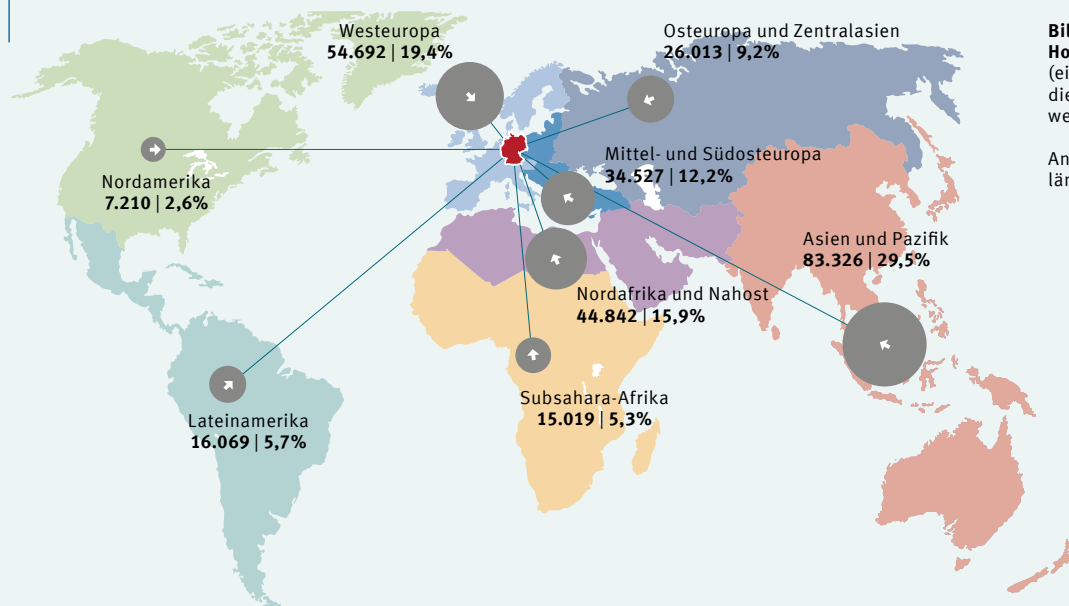 Westeuropa
54.692 | 19,4%
Osteuropa und Zentralasien
26.013 | 9,2%
Mittel- und Südosteuropa
34.527 | 12,2%
Nordamerika
7.210 | 2,6%
Asien und Pazifik
83.326 | 29,5%
Nordafrika und Nahost
44.842 | 15,9%
Subsahara-Afrika
15.019 | 5,3%
Lateinamerika
16.069 | 5,7%